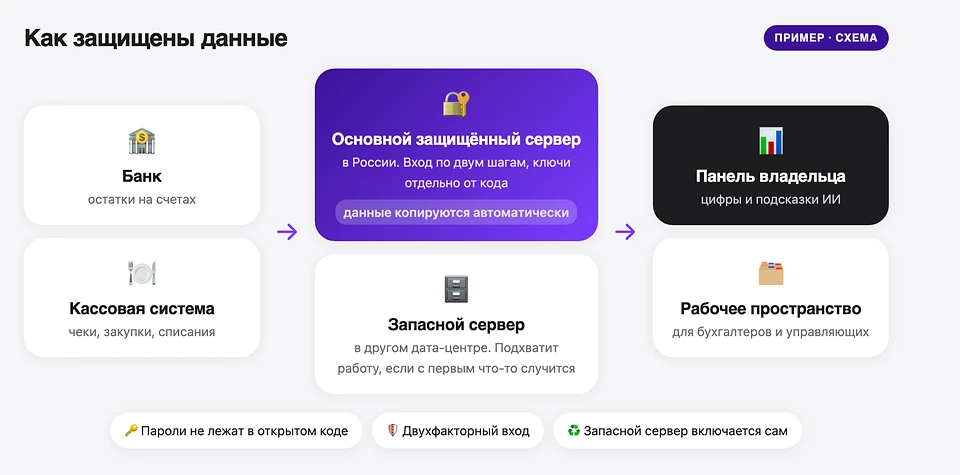 Как защищены данные
ПРИМЕР · СХЕМА
Банк
остатки на счетах
Кассовая система
чеки, закупки, списания
Основной защищённый сервер
в России. Вход по двум шагам, ключи
отдельно от кода
данные копируются автоматически
Запасной сервер
в другом дата-центре. Подхватит
работу, если с первым что-то случится
Панель владельца
цифры и подсказки ИИ
Рабочее пространство
для бухгалтеров и управляющих
Пароли не лежат в открытом коде
Двухфакторный вход
Запасной сервер включается сам